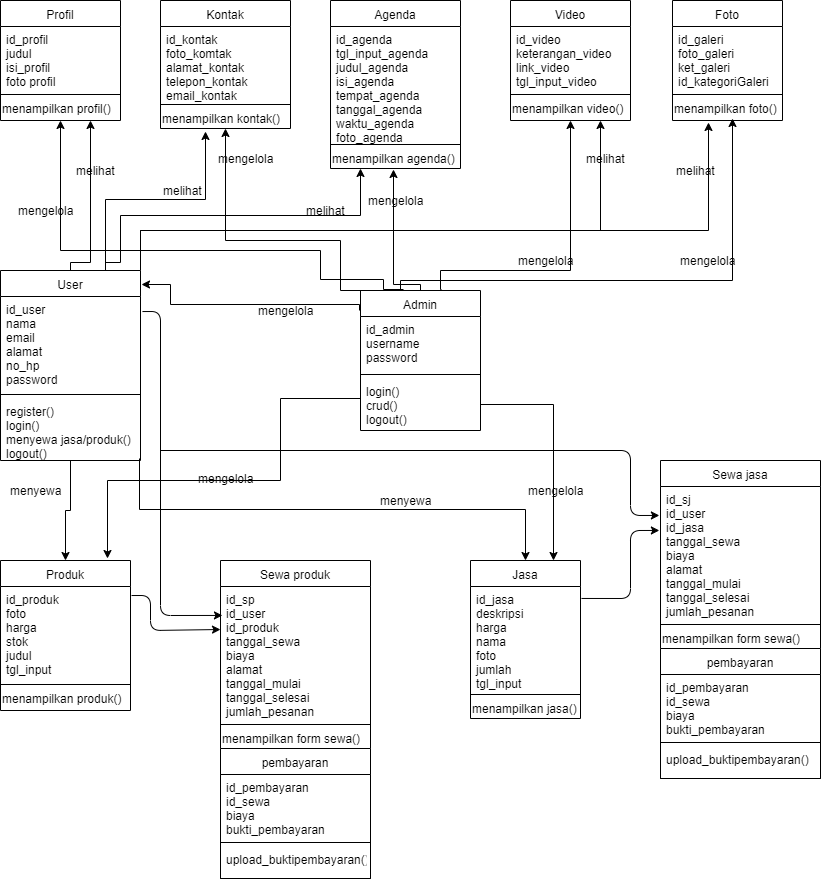 Profil
id_profil
judul
isi_profil
foto profil
menampilkan profil()
Kontak
id_kontak
foto_komtak
alamat_kontak
telepon_kontak
email_kontak
menampilkan kontak()
Agenda
id_agenda
tgl_input_agenda
judul_agenda
isi_agenda
tempat_agenda
tanggal_agenda
waktu_agenda
foto_agenda
menampilkan agenda()
Video
id_video
keterangan_video
link_video
tgl_input_video
menampilkan video()
Foto
id_galeri
foto_galeri
ket_galeri
id_kategoriGaleri
menampilkan foto()
mengelola
melihat
melihat
mengelola
melihat
mengelola
melihat
mengelola
melihat
mengelola
mengelola
User
id_user
nama
email
alamat
no_hp
password
register()
login()
menyewa jasa/produk()
logout()
Admin
id_admin
username
password
login()
crud()
logout()
menyewa
mengelola
menyewa
mengelola
Produk
id_produk
foto
harga
stok
judul
tgl_input
menampilkan produk()
Sewa produk
id_sp
id_user
id_produk
tanggal_sewa
biaya
alamat
tanggal_mulai
tanggal_selesai
jumlah_pesanan
menampilkan form sewa()
pembayaran
id_pembayaran
id_sewa
biaya
bukti_pembayaran
upload_buktipembayaran()
Jasa
id_jasa
deskripsi
harga
nama
foto
jumlah
tgl_input
menampilkan jasa()
Sewa jasa
id_sj
id_user
id_jasa
tanggal_sewa
biaya
alamat
tanggal_mulai
tanggal_selesai
jumlah_pesanan
menampilkan form sewa()
pembayaran
id_pembayaran
id_sewa
biaya
bukti_pembayaran
upload_buktipembayaran()